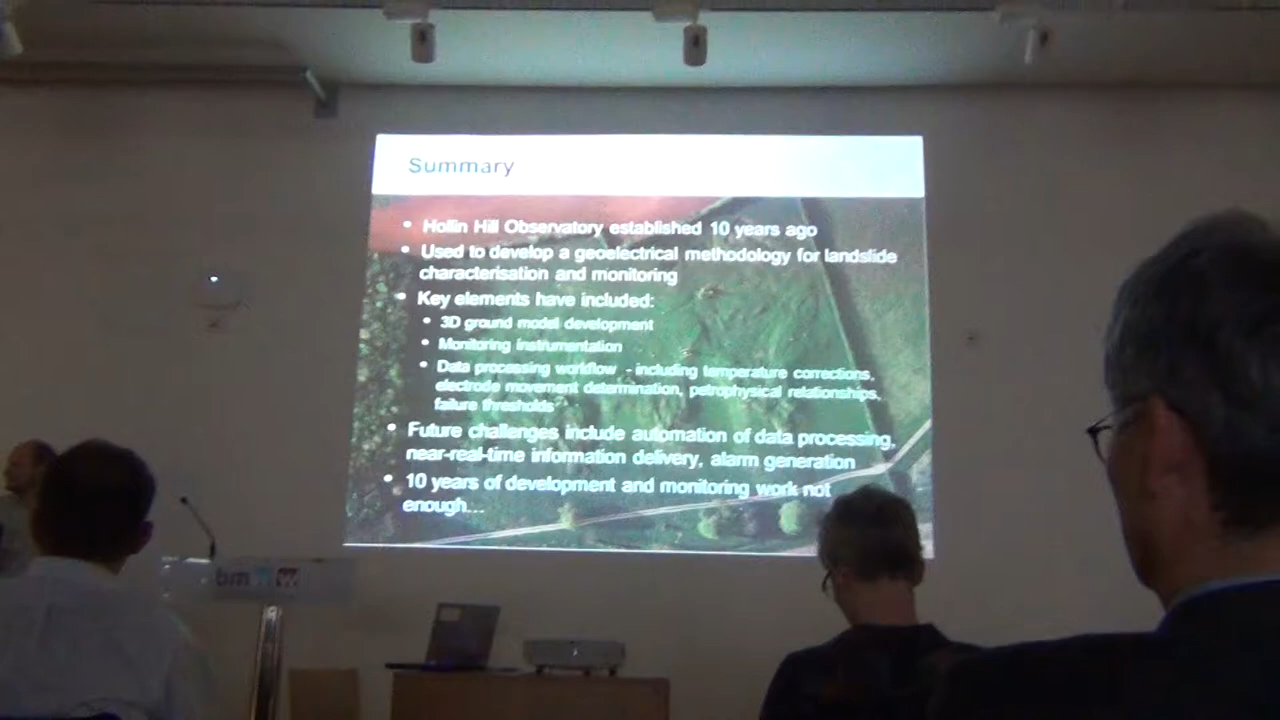 Summary
• Hollin Hill Observatory established 10 years ago
• Used to develop a geoelectrical methodology for landslide
characterisation and monitoring
• Key elements have included:
• 3D ground model development
• Monitoring instrumentation
• Data processing workflow - including temperature corrections,
electrode movement determination, petrophysical relationships,
failure thresholds
• Future challenges include automation of data processing,
near-real-time information delivery, alarm generation
• 10 years of development and monitoring work not
enough...